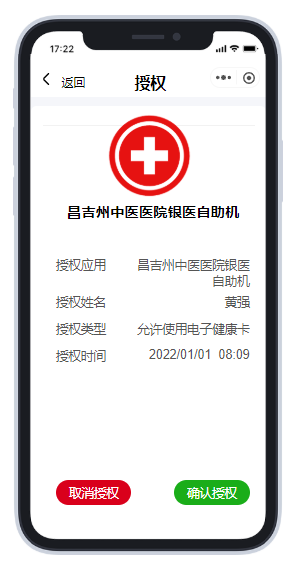 17:22
返回 授权
昌吉州中医医院银医自助机
授权应用 昌吉州中医医院银医
自助机
授权姓名 黄强
授权类型 允许使用电子健康卡
授权时间 2022/01/01 08:09
取消授权 确认授权